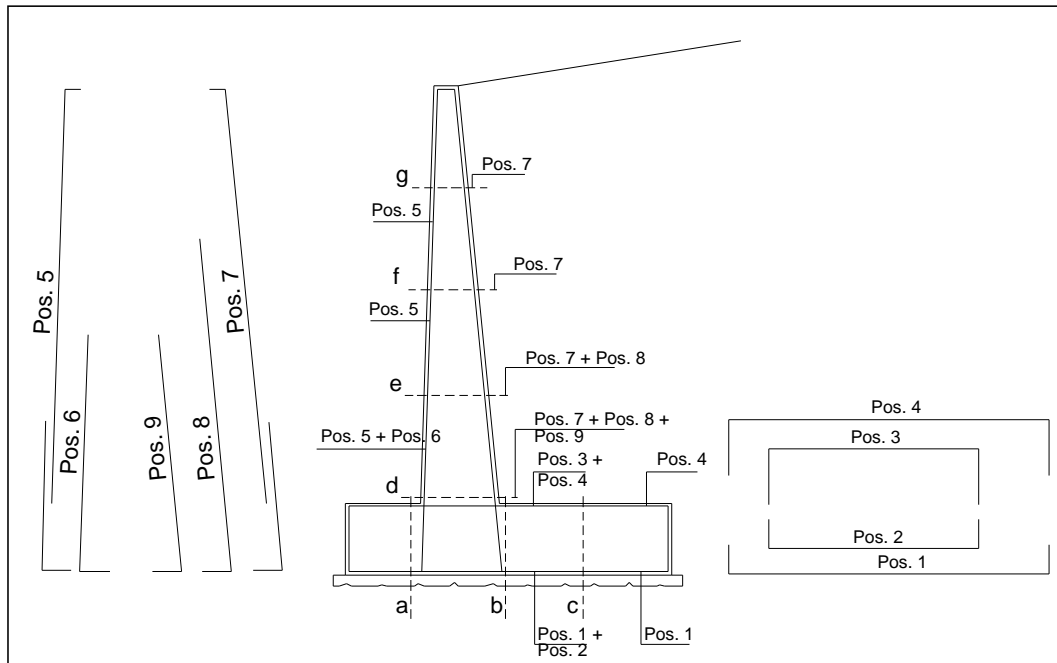 Pos. 5
Pos. 6
Pos. 9
Pos. 8
Pos. 7
g
Pos. 7
Pos. 5
f
Pos. 7
Pos. 5
e
Pos. 7 + Pos. 8
Pos. 5 + Pos. 6
Pos. 7 + Pos. 8 +
Pos. 9
d
Pos. 3 +
Pos. 4
Pos. 4
a
b
c
Pos. 1 +
Pos. 2
Pos. 1
Pos. 4
Pos. 3
Pos. 2
Pos. 1